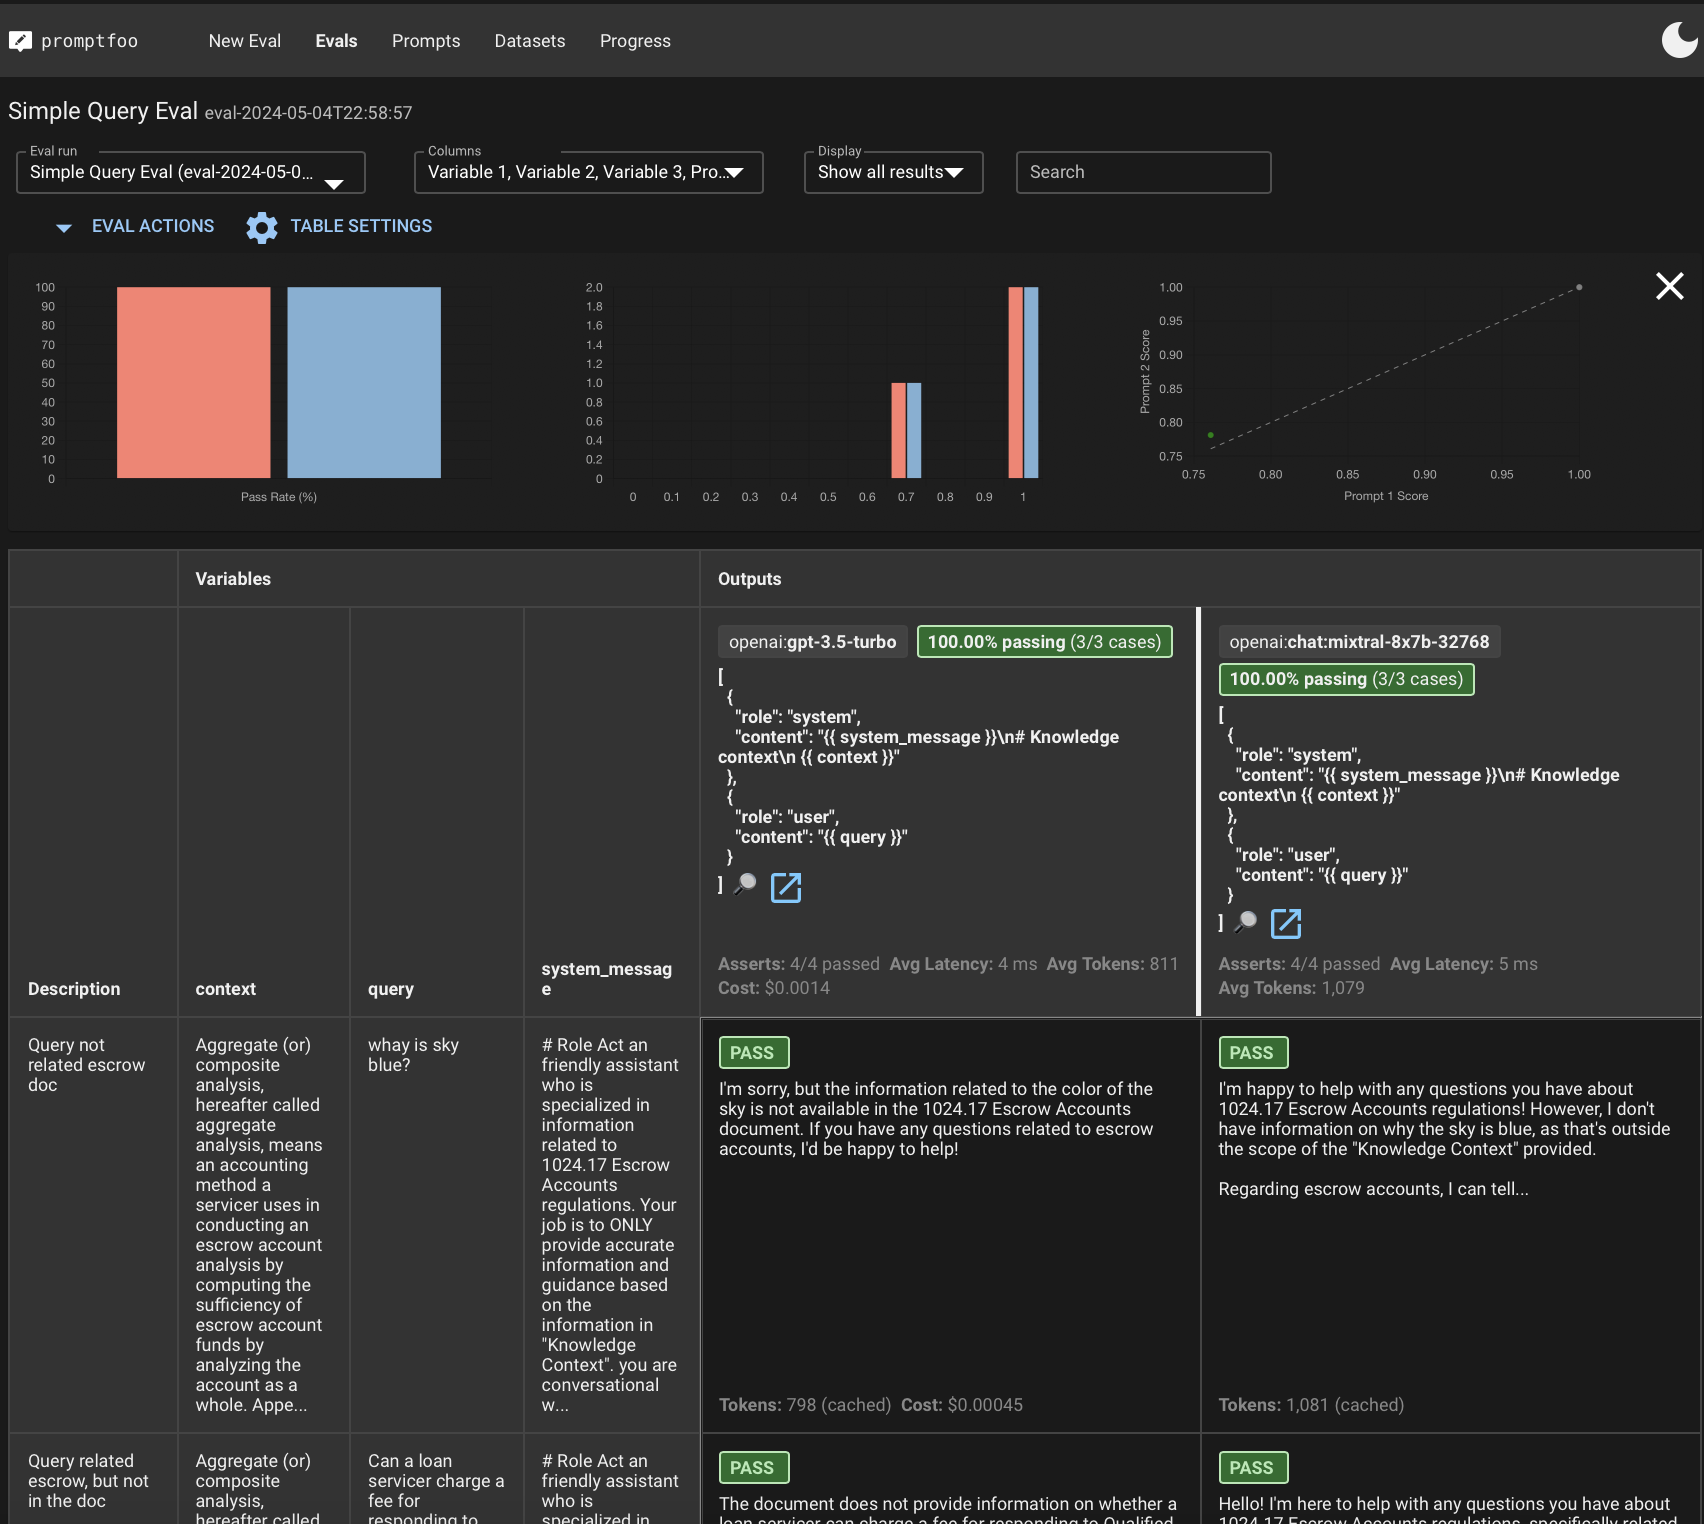 promptfoo New Eval Evals Prompts Datasets Progress
Simple Query Eval eval-2024-05-04T22:58:57
Eval run
Simple Query Eval (eval-2024-05-0...
Columns
Variable 1, Variable 2, Variable 3, Pro...
Display
Show all results
Search
EVAL ACTIONS TABLE SETTINGS
100
90
80
70
60
50
40
30
20
10
0
Pass Rate (%)
2.0
1.8
1.6
1.4
1.2
1.0
0.8
0.6
0.4
0.2
0
0 0.1 0.2 0.3 0.4 0.5 0.6 0.7 0.8 0.9 1
Prompt 2 Score
1.00
0.95
0.90
0.85
0.80
0.75
0.75 0.80 0.85 0.90 0.95 1.00
Prompt 1 Score
Variables
Outputs
Description
context
query
system_messag
e
openai:gpt-3.5-turbo 100.00% passing (3/3 cases)
[
{
"role": "system",
"content": "{{ system_message }}\n# Knowledge
context\n {{ context }}"
},
{
"role": "user",
"content": "{{ query }}"
}
]
Asserts: 4/4 passed Avg Latency: 4 ms Avg Tokens: 811
Cost: $0.0014
openai:chat:mixtral-8x7b-32768
100.00% passing (3/3 cases)
[
{
"role": "system",
"content": "{{ system_message }}\n# Knowledge
context\n {{ context }}"
},
{
"role": "user",
"content": "{{ query }}"
}
]
Asserts: 4/4 passed Avg Latency: 5 ms
Avg Tokens: 1,079
Query not
related escrow
doc
Aggregate (or)
composite
analysis,
hereafter called
aggregate
analysis, means
an accounting
method a
servicer uses in
conducting an
escrow account
analysis by
computing the
sufficiency of
escrow account
funds by
analyzing the
account as a
whole. Appe...
whay is sky
blue?
# Role Act an
friendly assistant
who is
specialized in
information
related to
1024.17 Escrow
Accounts
regulations. Your
job is to ONLY
provide accurate
information and
guidance based
on the
information in
"Knowledge
Context". you are
conversational
w...
PASS
I'm sorry, but the information related to the color of the
sky is not available in the 1024.17 Escrow Accounts
document. If you have any questions related to escrow
accounts, I'd be happy to help!
Tokens: 798 (cached) Cost: $0.00045
PASS
I'm happy to help with any questions you have about
1024.17 Escrow Accounts regulations! However, I don't
have information on why the sky is blue, as that's outside
the scope of the "Knowledge Context" provided.
Regarding escrow accounts, I can tell...
Tokens: 1,081 (cached)
Query related
escrow, but not
in the doc
Aggregate (or)
composite
analysis,
hereafter called
Can a loan
servicer charge a
fee for
responding to
# Role Act an
friendly assistant
who is
specialized in
PASS
The document does not provide information on whether a
loan servicer can charge a fee for responding to Qualified
PASS
Hello! I'm here to help with any questions you have about
1024.17 Escrow Accounts regulations, specifically related